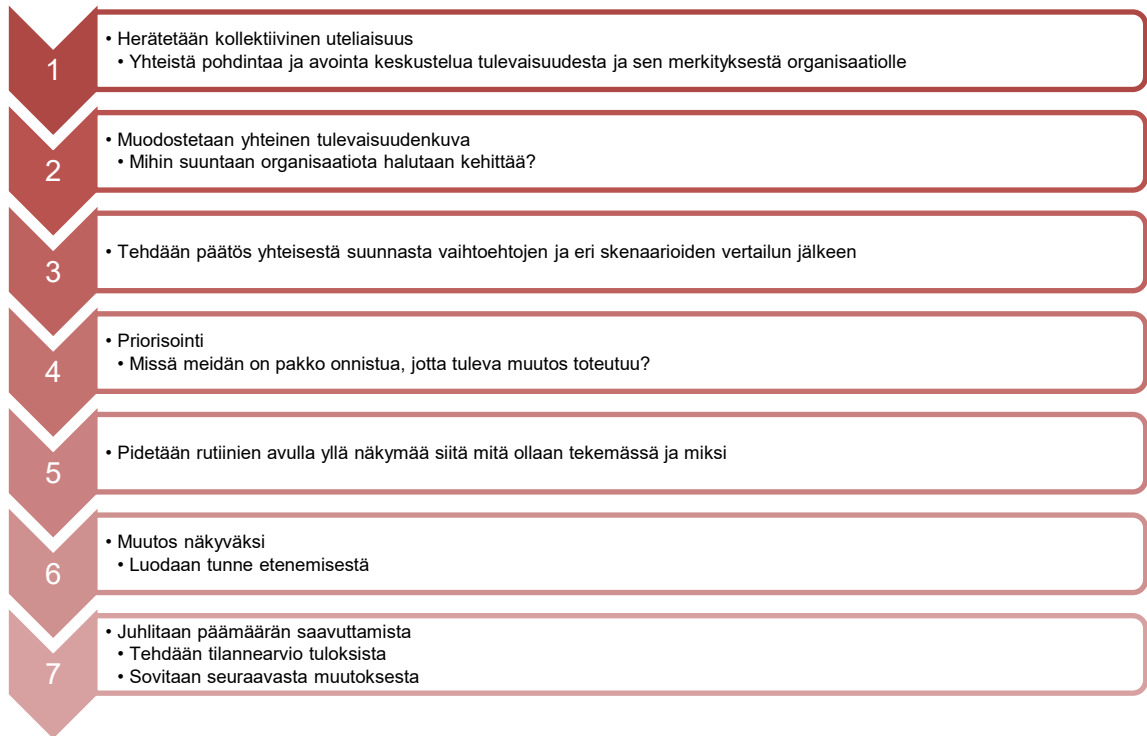 1
• Herätetään kollektiivinen uteliaisuus
• Yhteistä pohdintaa ja avointa keskustelua tulevaisuudesta ja sen merkityksestä organisaatiolle
2
• Muodostetaan yhteinen tulevaisuudenkuva
• Mihin suuntaan organisaatiota halutaan kehittää?
3
• Tehdään päätös yhteisestä suunnasta vaihtoehtojen ja eri skenaarioiden vertailun jälkeen
4
• Priorisointi
• Missä meidän on pakko onnistua, jotta tuleva muutos toteutuu?
5
• Pidetään rutiinien avulla yllä näkymää siitä mitä ollaan tekemässä ja miksi
6
• Muutos näkyväksi
• Luodaan tunne etenemisestä
7
• Juhlitaan päämäärän saavuttamista
• Tehdään tilannearvio tuloksista
• Sovitaan seuraavasta muutoksesta